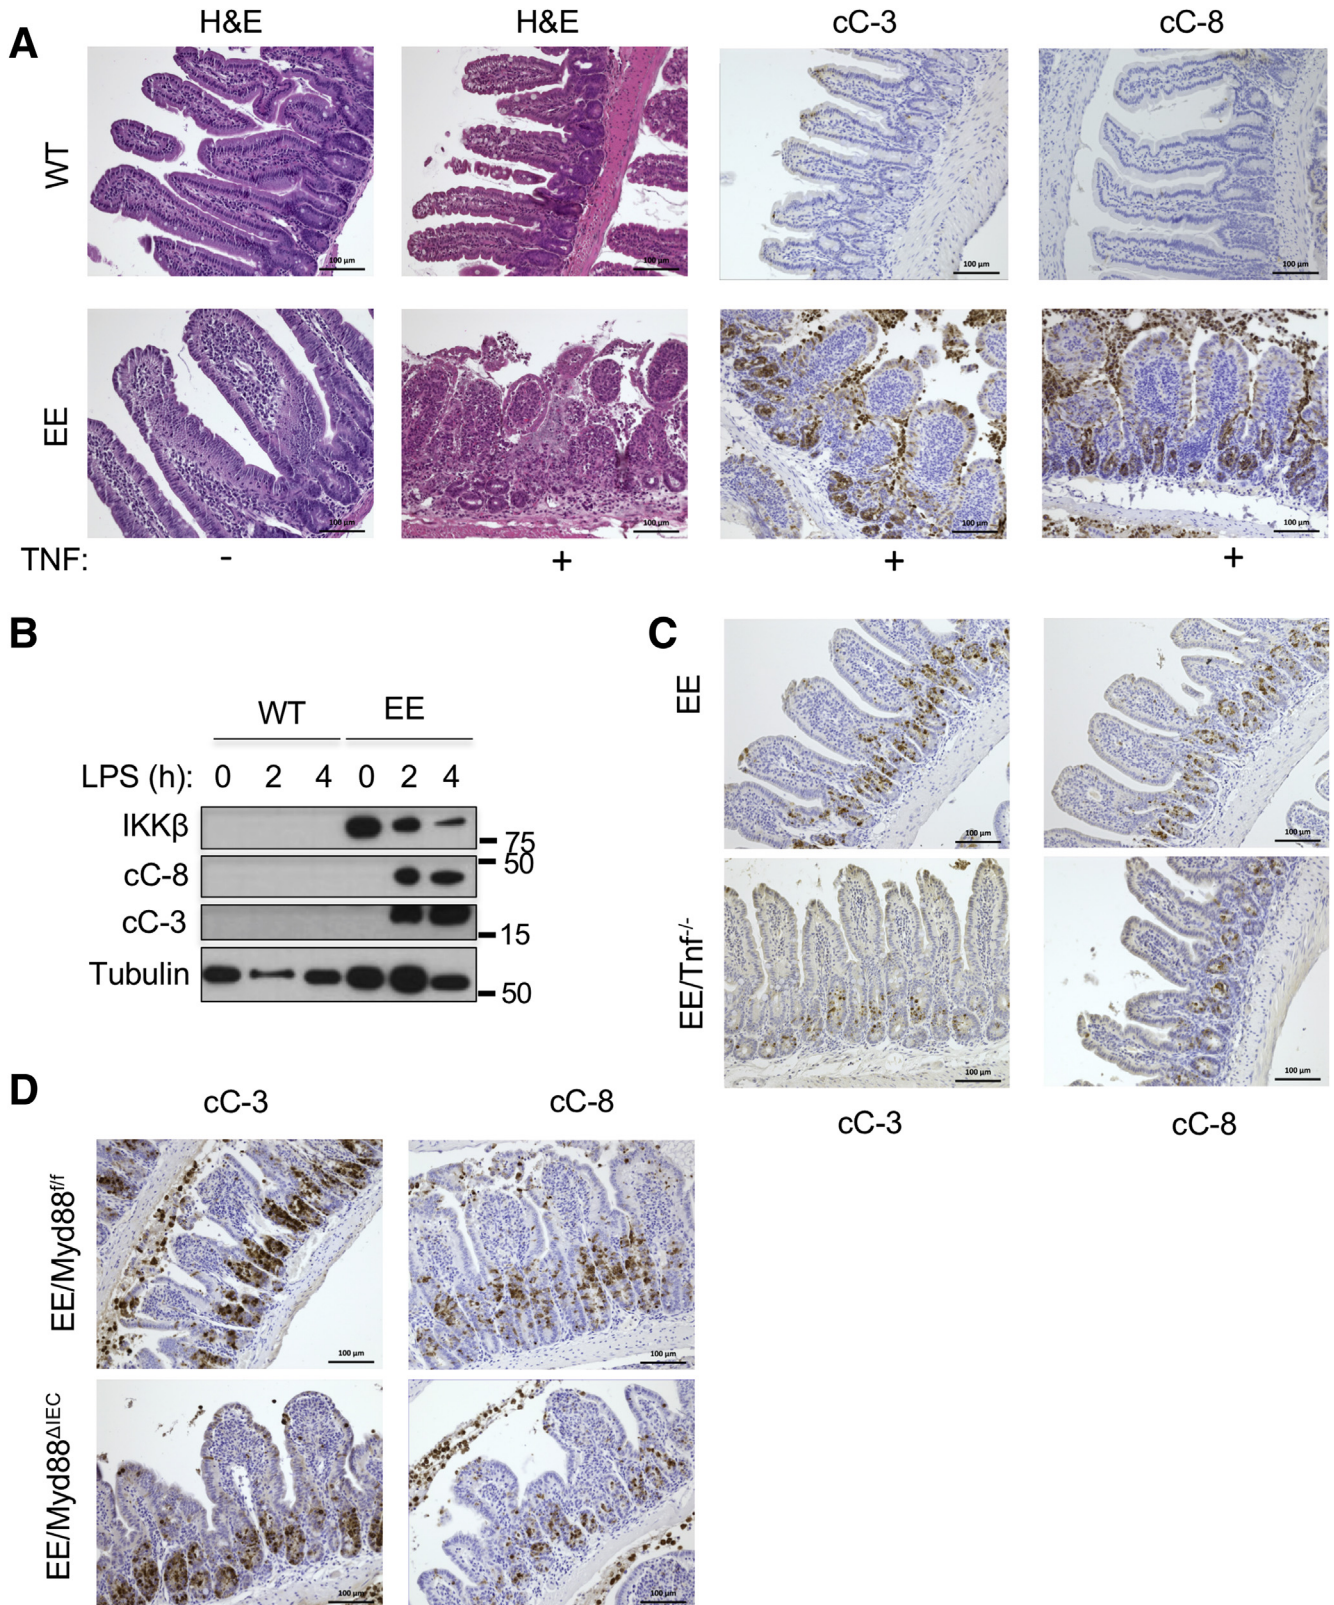 A
H&E H&E cC-3 cC-8
WT
100 µm 100 µm 100 µm 100 µm
EE
100 µm 100 µm 100 µm 100 µm
TNF: - + + +
B
WT EE
LPS (h): 0 2 4 0 2 4
IKKβ
75
50
cC-8
cC-3
15
Tubulin
50
C
EE
100 µm 100 µm
EE/Tnf-/-
100 µm 100 µm
cC-3 cC-8
D
cC-3 cC-8
EE/Myd88f/f
100 µm 100 µm
EE/Myd88ΔIEC
100 µm 100 µm